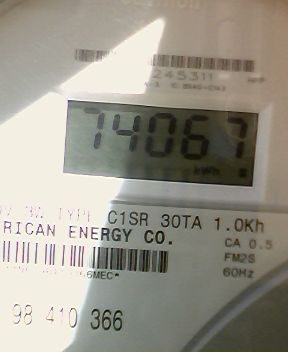 245311
74067
kWh
3Ø TYPE C1SR 30TA 1.0Kh
RICAN ENERGY CO.
CA 0.5
FM2S
60Hz
98 410 366